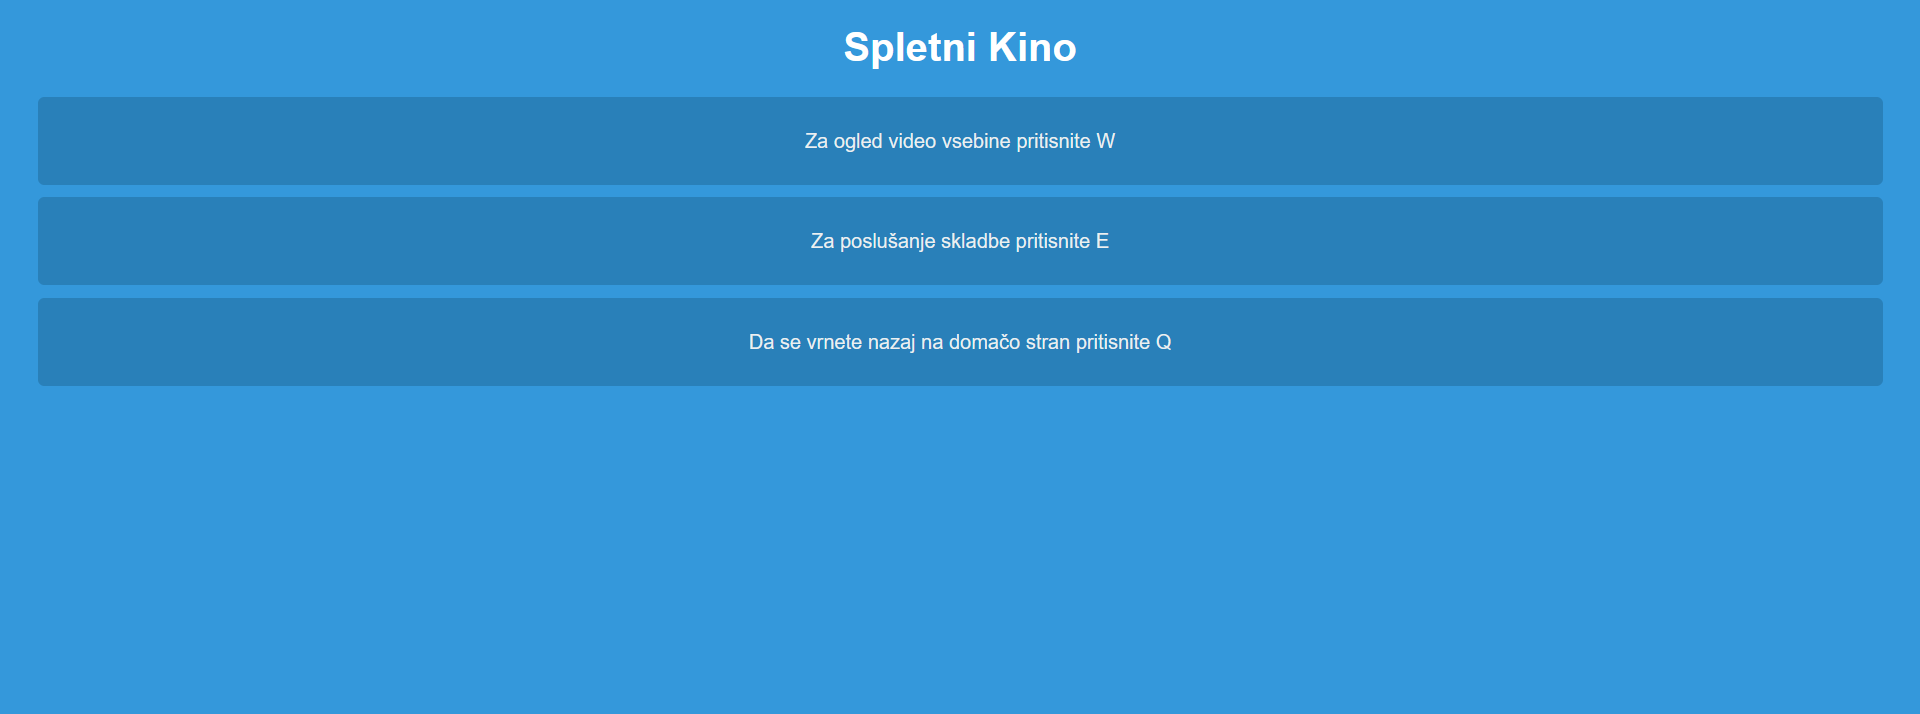 Spletni Kino
Za ogled video vsebine pritisnite W
Za poslušanje skladbe pritisnite E
Da se vrnete nazaj na domačo stran pritisnite Q